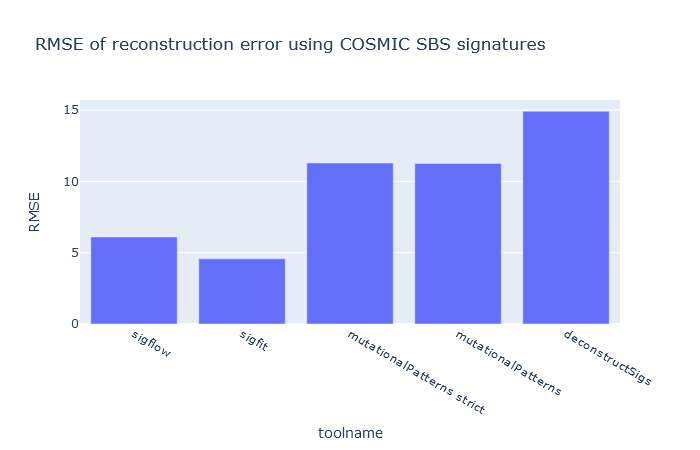 RMSE of reconstruction error using COSMIC SBS signatures
RMSE
15
10
5
0
sigflow
sigfit
mutationalPatterns strict
mutationalPatterns
deconstructSigs
toolname